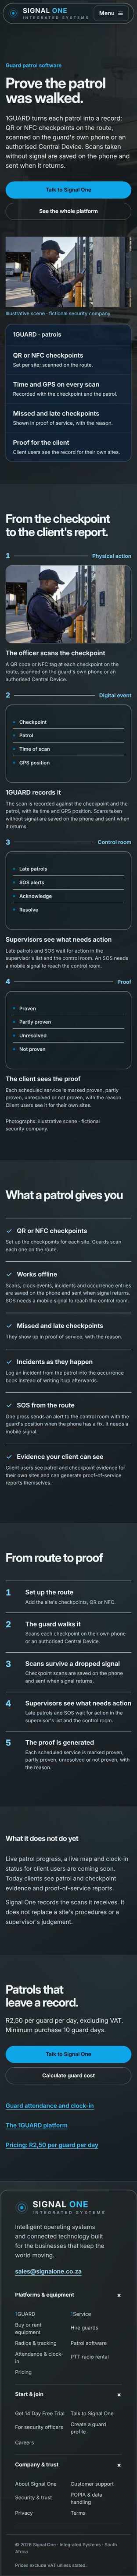 SIGNAL ONE
INTEGRATED SYSTEMS
Menu
Guard patrol software
Prove the patrol
was walked.
1GUARD turns each patrol into a record:
QR or NFC checkpoints on the route,
scanned on the guard's own phone or an
authorised Central Device. Scans taken
without signal are saved on the phone and
sent when it returns.
Talk to Signal One
See the whole platform
Illustrative scene · fictional security company.
1GUARD · patrols
QR or NFC checkpoints
Set per site; scanned on the route.
Time and GPS on every scan
Recorded with the checkpoint and the patrol.
Missed and late checkpoints
Shown in proof of service, with the reason.
Proof for the client
Client users see the record for their own sites.
From the checkpoint
to the client's report.
1 Physical action
The officer scans the checkpoint
A QR code or NFC tag at each checkpoint on the
route, scanned on the guard's own phone or an
authorised Central Device.
2 Digital event
Checkpoint
Patrol
Time of scan
GPS position
1GUARD records it
The scan is recorded against the checkpoint and the
patrol, with its time and GPS position. Scans taken
without signal are saved on the phone and sent when
it returns.
3 Control room
Late patrols
SOS alerts
Acknowledge
Resolve
Supervisors see what needs action
Late patrols and SOS wait for action in the
supervisor's list and the control room. An SOS needs
a mobile signal to reach the control room.
4 Proof
Proven
Partly proven
Unresolved
Not proven
The client sees the proof
Each scheduled service is marked proven, partly
proven, unresolved or not proven, with the reason.
Client users see it for their own sites.
Photographs: illustrative scene · fictional
security company.
What a patrol gives you
QR or NFC checkpoints
Set up the checkpoints for each site. Guards scan
each one on the route.
Works offline
Scans, clock events, incidents and occurrence entries
are saved on the phone and sent when signal returns.
SOS needs a mobile signal to reach the control room.
Missed and late checkpoints
They show up in proof of service, with the reason.
Incidents as they happen
Log an incident from the patrol into the occurrence
book instead of writing it up afterwards.
SOS from the route
One press sends an alert to the control room with the
guard's position when the phone has a fix. It needs a
mobile signal.
Evidence your client can see
Client users see patrol and checkpoint evidence for
their own sites and can generate proof-of-service
reports themselves.
From route to proof
1 Set up the route
Add the site's checkpoints, QR or NFC.
2 The guard walks it
Scans each checkpoint on their own phone
or an authorised Central Device.
3 Scans survive a dropped signal
Checkpoint scans are saved on the phone
and sent when signal returns.
4 Supervisors see what needs action
Late patrols and SOS wait for action in the
supervisor's list and the control room.
5 The proof is generated
Each scheduled service is marked proven,
partly proven, unresolved or not proven, with
the reason.
What it does not do yet
Live patrol progress, a live map and clock-in
status for client users are coming soon.
Today clients see patrol and checkpoint
evidence and proof-of-service reports.
Signal One records the scans it receives. It
does not replace a site's procedures or a
supervisor's judgement.
Patrols that
leave a record.
R2,50 per guard per day, excluding VAT.
Minimum purchase 10 guard days.
Talk to Signal One
Calculate guard cost
Guard attendance and clock-in
The 1GUARD platform
Pricing: R2,50 per guard per day
SIGNAL ONE
INTEGRATED SYSTEMS
Intelligent operating systems
and connected technology built
for the businesses that keep the
world moving.
sales@signalone.co.za
Platforms & equipment
1GUARD 1Service
Buy or rent
equipment Hire guards
Radios & tracking Patrol software
Attendance & clock-
in PTT radio rental
Pricing
Start & join
Get 14 Day Free Trial Talk to Signal One
For security officers Create a guard
profile
Careers
Company & trust
About Signal One Customer support
Security & trust POPIA & data
handling
Privacy Terms
© 2026 Signal One · Integrated Systems · South
Africa
Prices exclude VAT unless stated.